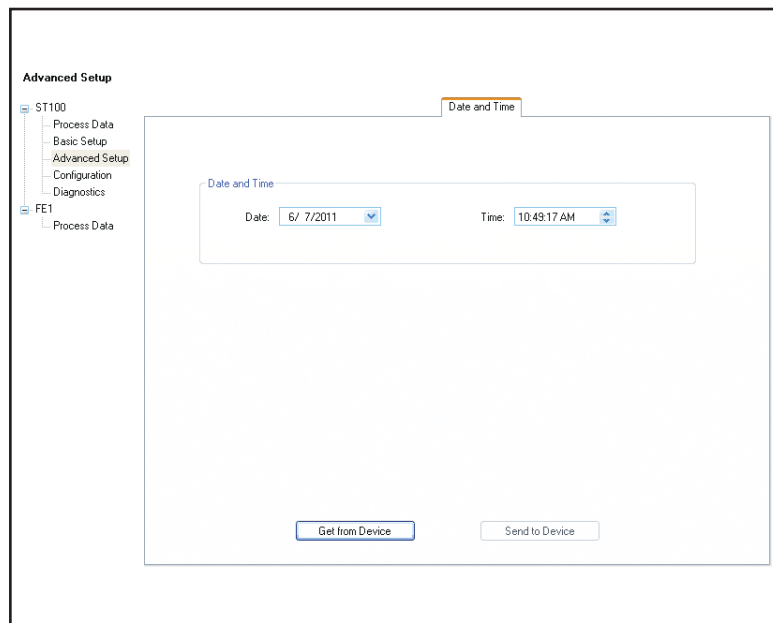 Advanced Setup
ST100
Process Data
Basic Setup
Advanced Setup
Configuration
Diagnostics
FE1
Process Data
Date and Time
Date and Time
Date: 6/ 7/2011 Time: 10:49:17 AM
Get from Device Send to Device